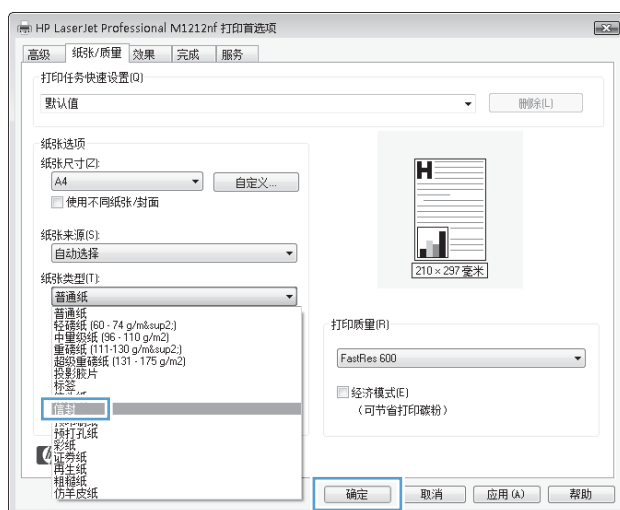 HP LaserJet Professional M1212nf 打印首选项
高级 纸张/质量 效果 完成 服务
打印任务快速设置(Q)
默认值
删除(L)
纸张选项
纸张尺寸(Z):
A4
自定义...
使用不同纸张/封面
纸张来源(S):
自动选择
纸张类型(T):
普通纸
普通纸
轻磅纸 (60 - 74 g/m&sup2;)
中量级纸 (96 - 110 g/m2)
重磅纸 (111-130 g/m&sup2;)
超级重磅纸 (131 - 175 g/m2)
投影胶片
标签
信封
预打孔纸
彩纸
证券纸
再生纸
粗糙纸
仿羊皮纸
H
210 × 297 毫米
打印质量(R)
FastRes 600
经济模式(E)
(可节省打印碳粉)
确定 取消 应用 (A) 帮助